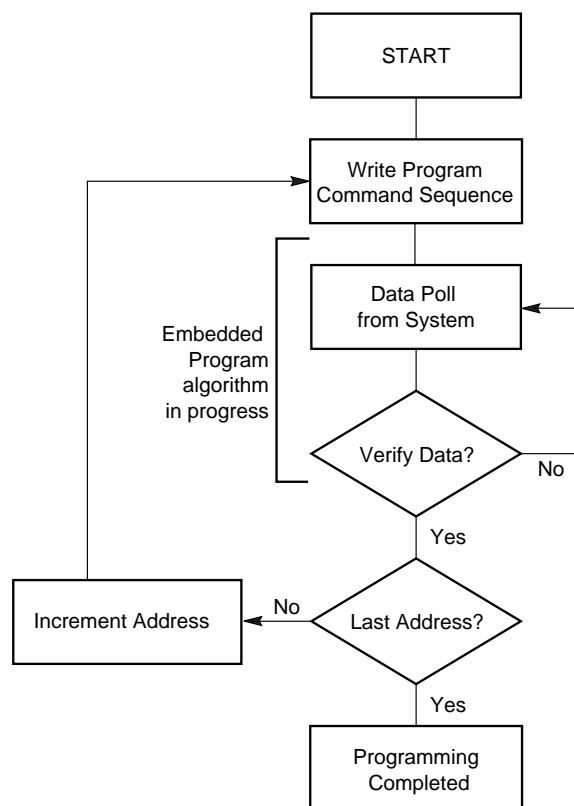 START
Write Program
Command Sequence
Data Poll
from System
Embedded
Program
algorithm
in progress
Verify Data?
No
Yes
Last Address?
No
Increment Address
Yes
Programming
Completed